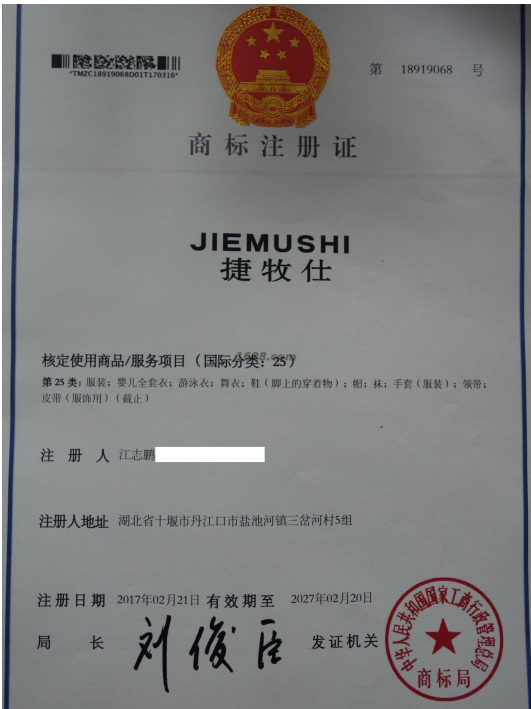 第 18919068 号
*TMZC18919068D01T170316*
商标注册证
JIEMUSHI
捷牧仕
1688.com
核定使用商品/服务项目（国际分类：25）
第25类：服装；婴儿全套衣；游泳衣；舞衣；鞋（脚上的穿着物）；帽；袜；手套（服装）；领带；
皮带（服饰用）（截止）
注册人 江志鹏
注册人地址 湖北省十堰市丹江口市盐池河镇三岔河村5组
注册日期 2017年02月21日 有效期至 2027年02月20日
局长 刘俊臣 发证机关
中华人民共和国国家工商行政管理总局
商标局